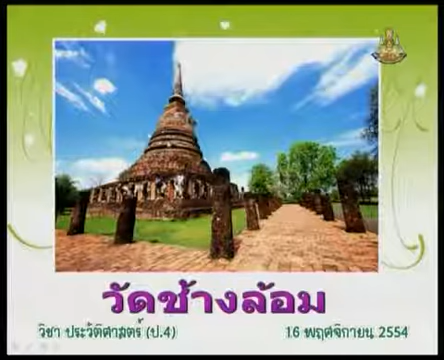 วัดช้างล้อม
วิชา ประวัติศาสตร์ (ป.4) 16 พฤศจิกายน 2554